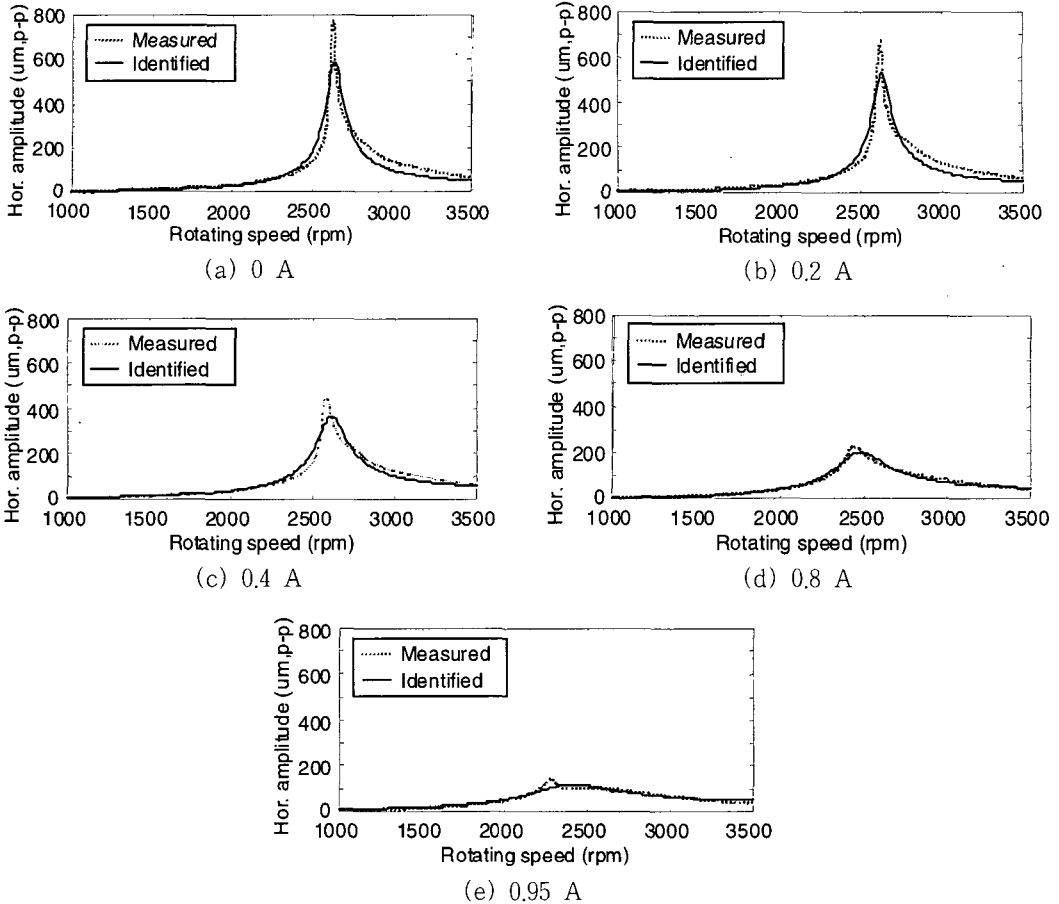 Hor. amplitude (um,p-p)
800
600
400
200
0
Measured
Identified
1000 1500 2000 2500 3000 3500
Rotating speed (rpm)
(a) 0 A
Hor. amplitude (um,p-p)
800
600
400
200
0
Measured
Identified
1000 1500 2000 2500 3000 3500
Rotating speed (rpm)
(b) 0.2 A
Hor. amplitude (um,p-p)
800
600
400
200
0
Measured
Identified
1000 1500 2000 2500 3000 3500
Rotating speed (rpm)
(c) 0.4 A
Hor. amplitude (um,p-p)
800
600
400
200
0
Measured
Identified
1000 1500 2000 2500 3000 3500
Rotating speed (rpm)
(d) 0.8 A
Hor. amplitude (um,p-p)
800
600
400
200
0
Measured
Identified
1000 1500 2000 2500 3000 3500
Rotating speed (rpm)
(e) 0.95 A